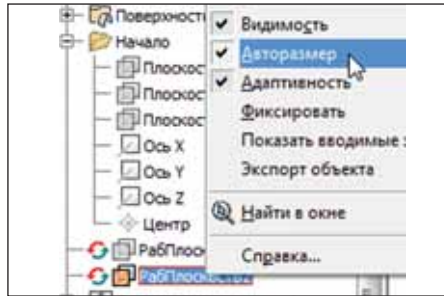 Поверхност
Видимость
Начало
Авторазмер
Плоскос
Адаптивность
Плоскос
Фиксировать
Плоскос
Показать вводимые
Ось X
Экспорт объекта
Ось Y
Ось Z
Найти в окне
Центр
РабПлоск
Справка...
РабПлоскость2